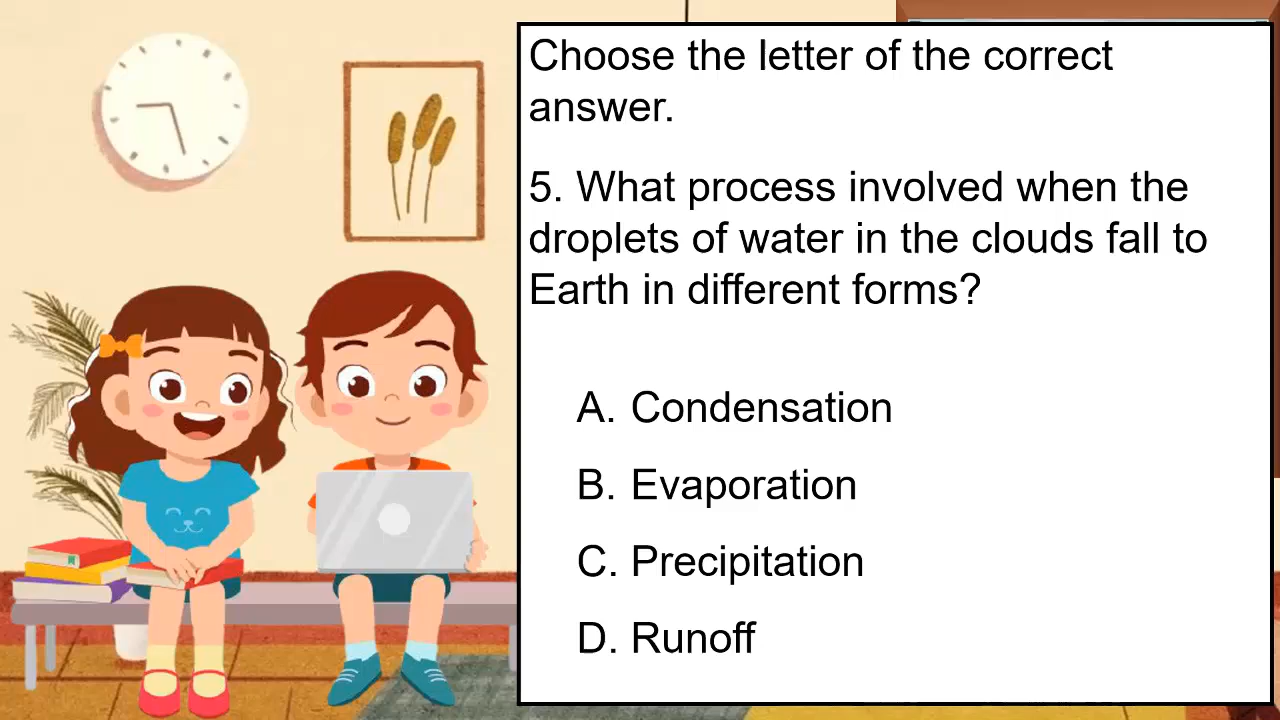 Choose the letter of the correct
answer.
5. What process involved when the
droplets of water in the clouds fall to
Earth in different forms?
A. Condensation
B. Evaporation
C. Precipitation
D. Runoff